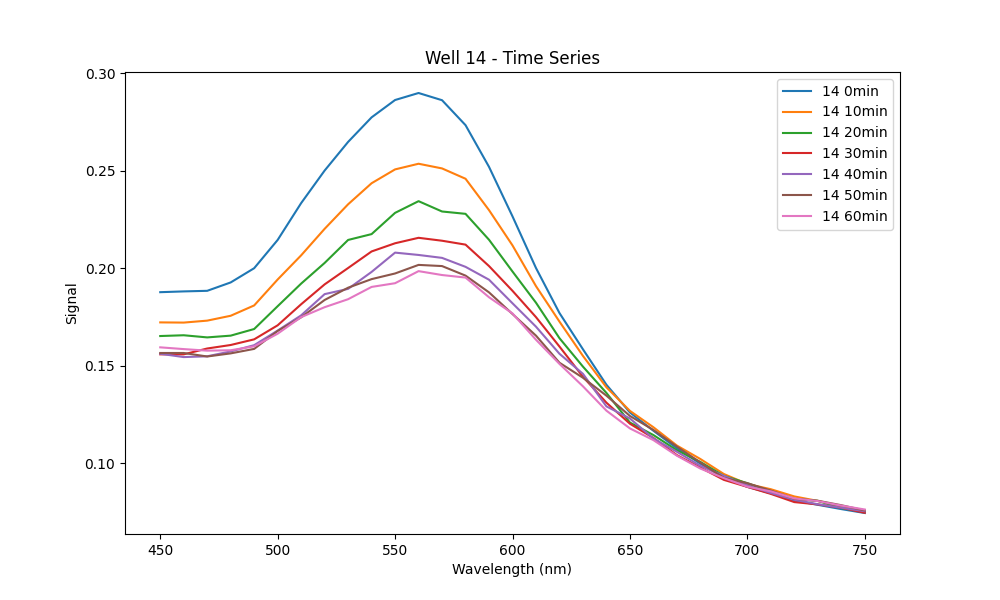 Well 14 - Time Series
Signal
0.30
0.25
0.20
0.15
0.10
14 0min
14 10min
14 20min
14 30min
14 40min
14 50min
14 60min
450 500 550 600 650 700 750
Wavelength (nm)